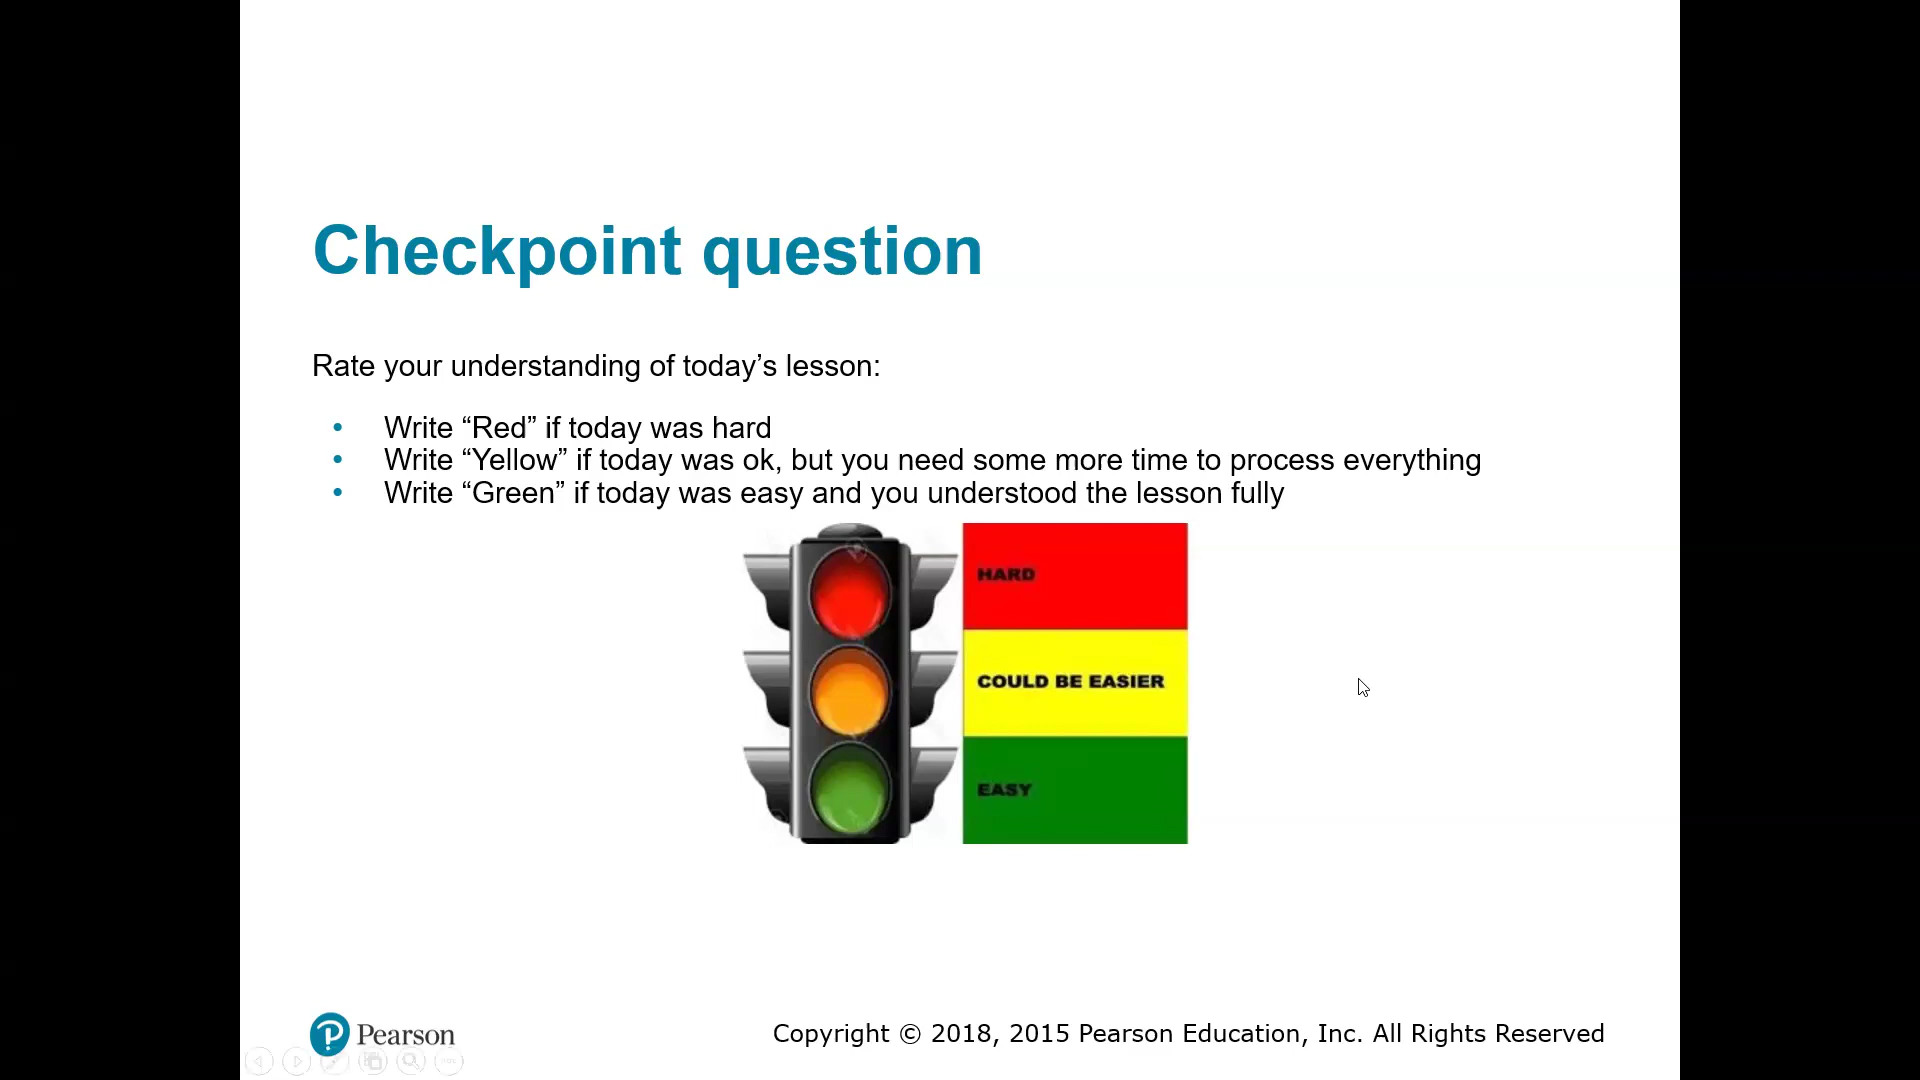 Checkpoint question
Rate your understanding of today’s lesson:
• Write “Red” if today was hard
• Write “Yellow” if today was ok, but you need some more time to process everything
• Write “Green” if today was easy and you understood the lesson fully
HARD
COULD BE EASIER
EASY
Pearson
Copyright © 2018, 2015 Pearson Education, Inc. All Rights Reserved